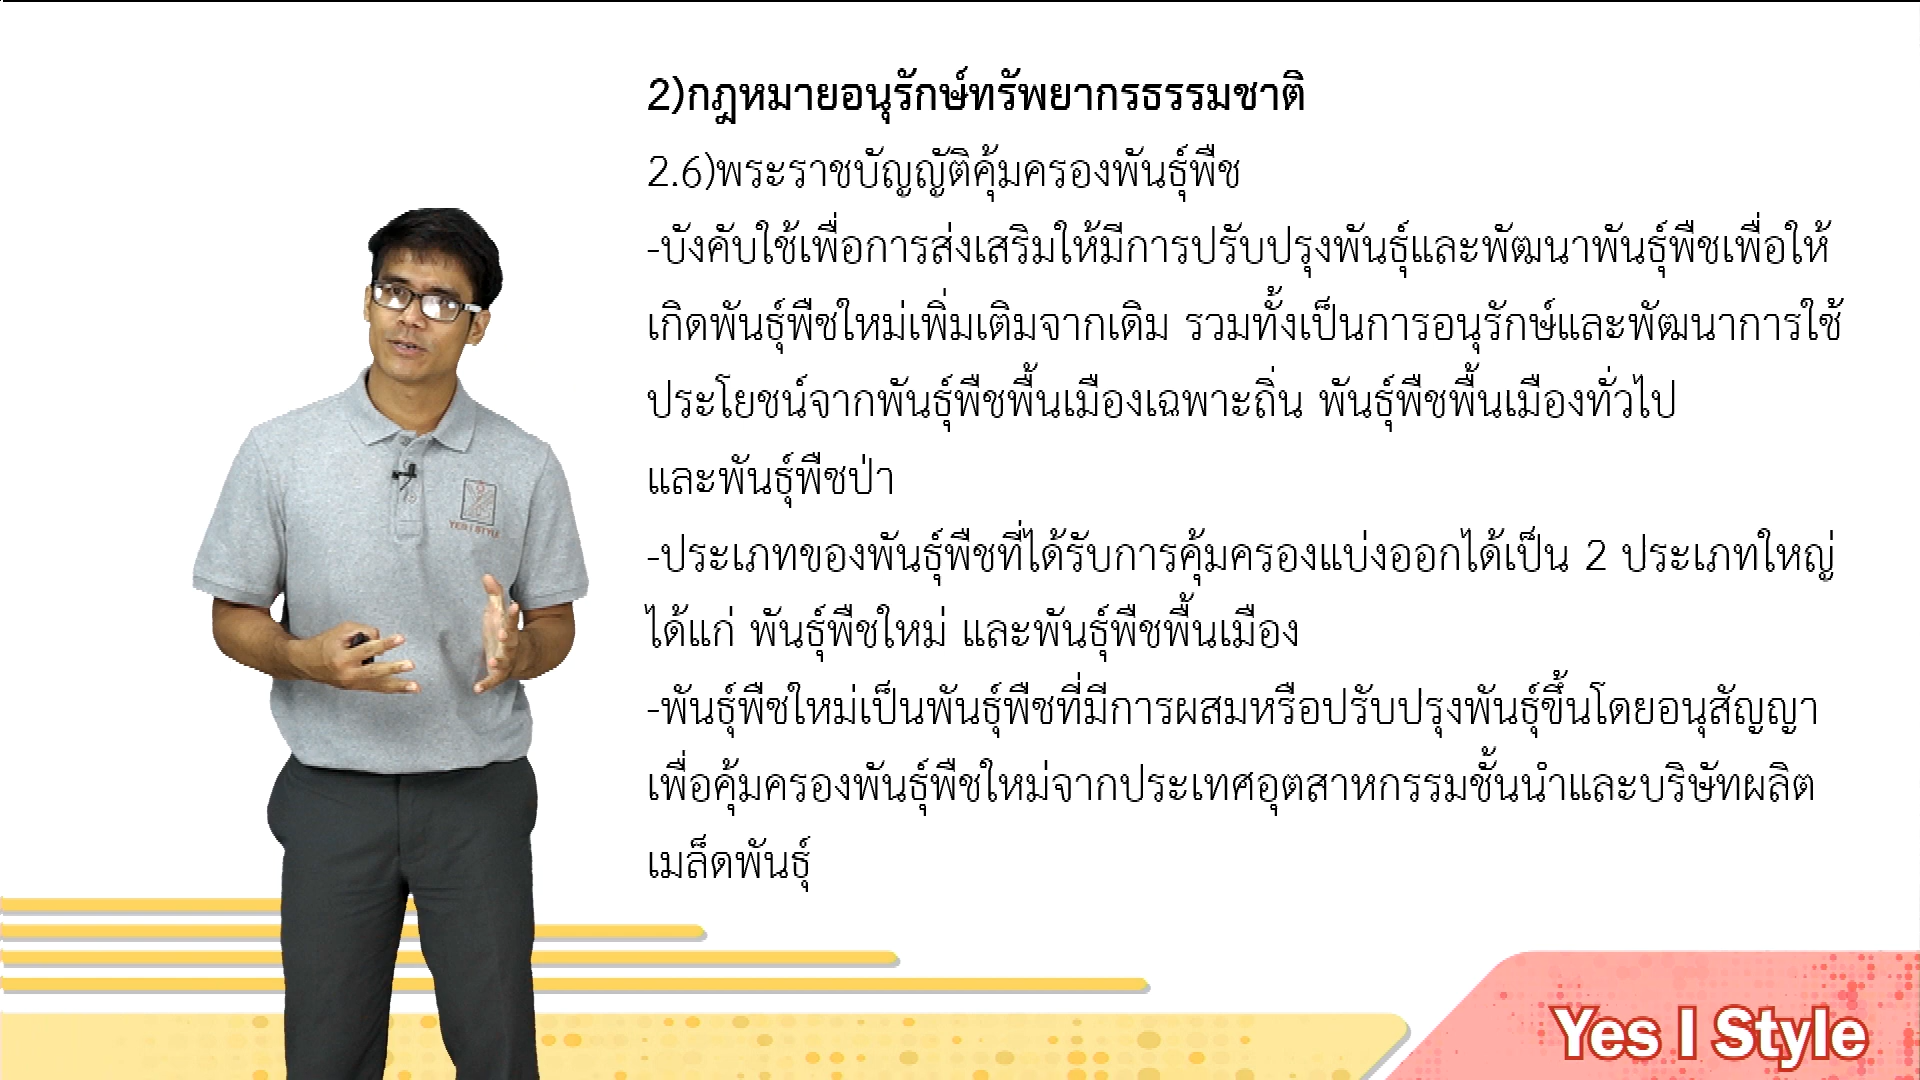 2)กฎหมายอนุรักษ์ทรัพยากรธรรมชาติ
2.6)พระราชบัญญัติคุ้มครองพันธุ์พืช
-บังคับใช้เพื่อการส่งเสริมให้มีการปรับปรุงพันธุ์และพัฒนาพันธุ์พืชเพื่อให้
เกิดพันธุ์พืชใหม่เพิ่มเติมจากเดิม รวมทั้งเป็นการอนุรักษ์และพัฒนาการใช้
ประโยชน์จากพันธุ์พืชพื้นเมืองเฉพาะถิ่น พันธุ์พืชพื้นเมืองทั่วไป
และพันธุ์พืชป่า
-ประเภทของพันธุ์พืชที่ได้รับการคุ้มครองแบ่งออกได้เป็น 2 ประเภทใหญ่
ได้แก่ พันธุ์พืชใหม่ และพันธุ์พืชพื้นเมือง
-พันธุ์พืชใหม่เป็นพันธุ์พืชที่มีการผสมหรือปรับปรุงพันธุ์ขึ้นโดยอนุสัญญา
เพื่อคุ้มครองพันธุ์พืชใหม่จากประเทศอุตสาหกรรมชั้นนำและบริษัทผลิต
เมล็ดพันธุ์
YES I STYLE
Yes I Style